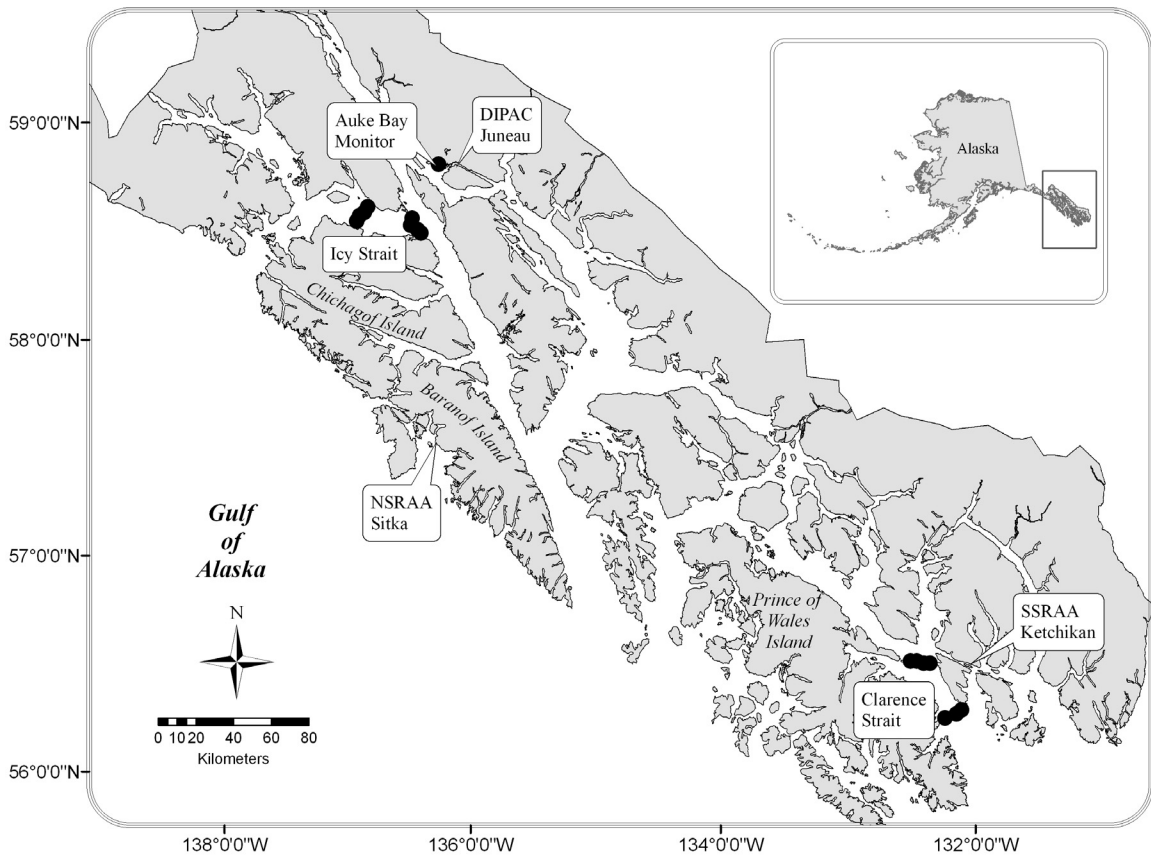 59°0'0"N
58°0'0"N
57°0'0"N
56°0'0"N
Auke Bay
Monitor
DIPAC
Juneau
Alaska
Icy Strait
Chichagof Island
Baranof Island
NSRAA
Sitka
Gulf
of
Alaska
N
0 10 20 40 60 80
Kilometers
Prince of
Wales
Island
SSRAA
Ketchikan
Clarence
Strait
138°0'0"W
136°0'0"W
134°0'0"W
132°0'0"W